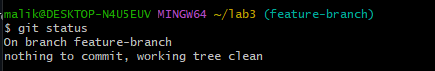 malik@DESKTOP-N4U5EUV MINGW64 ~/lab3 (feature-branch)
$ git status
On branch feature-branch
nothing to commit, working tree clean